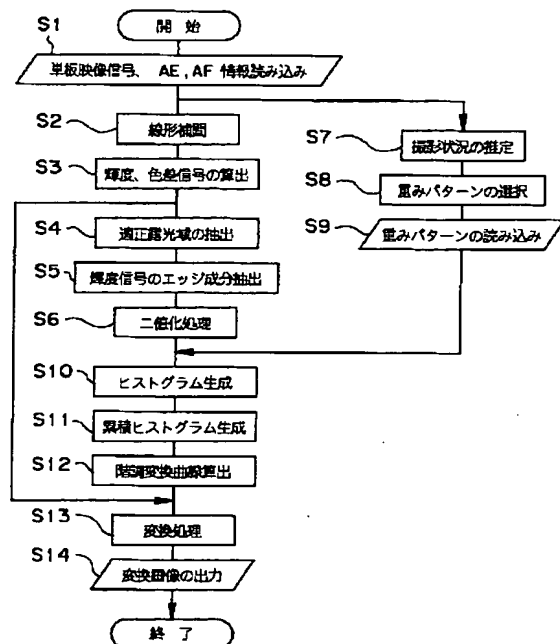 S1
開始
単板映像信号、AE,AF 情報読み込み
S2
線形補間
S3
輝度、色差信号の算出
S4
適正露光域の抽出
S5
輝度信号のエッジ成分抽出
S6
二値化処理
S7
撮影状況の推定
S8
重みパターンの選択
S9
重みパターンの読み込み
S10
ヒストグラム生成
S11
累積ヒストグラム生成
S12
階調変換曲線算出
S13
変換処理
S14
変換画像の出力
終了